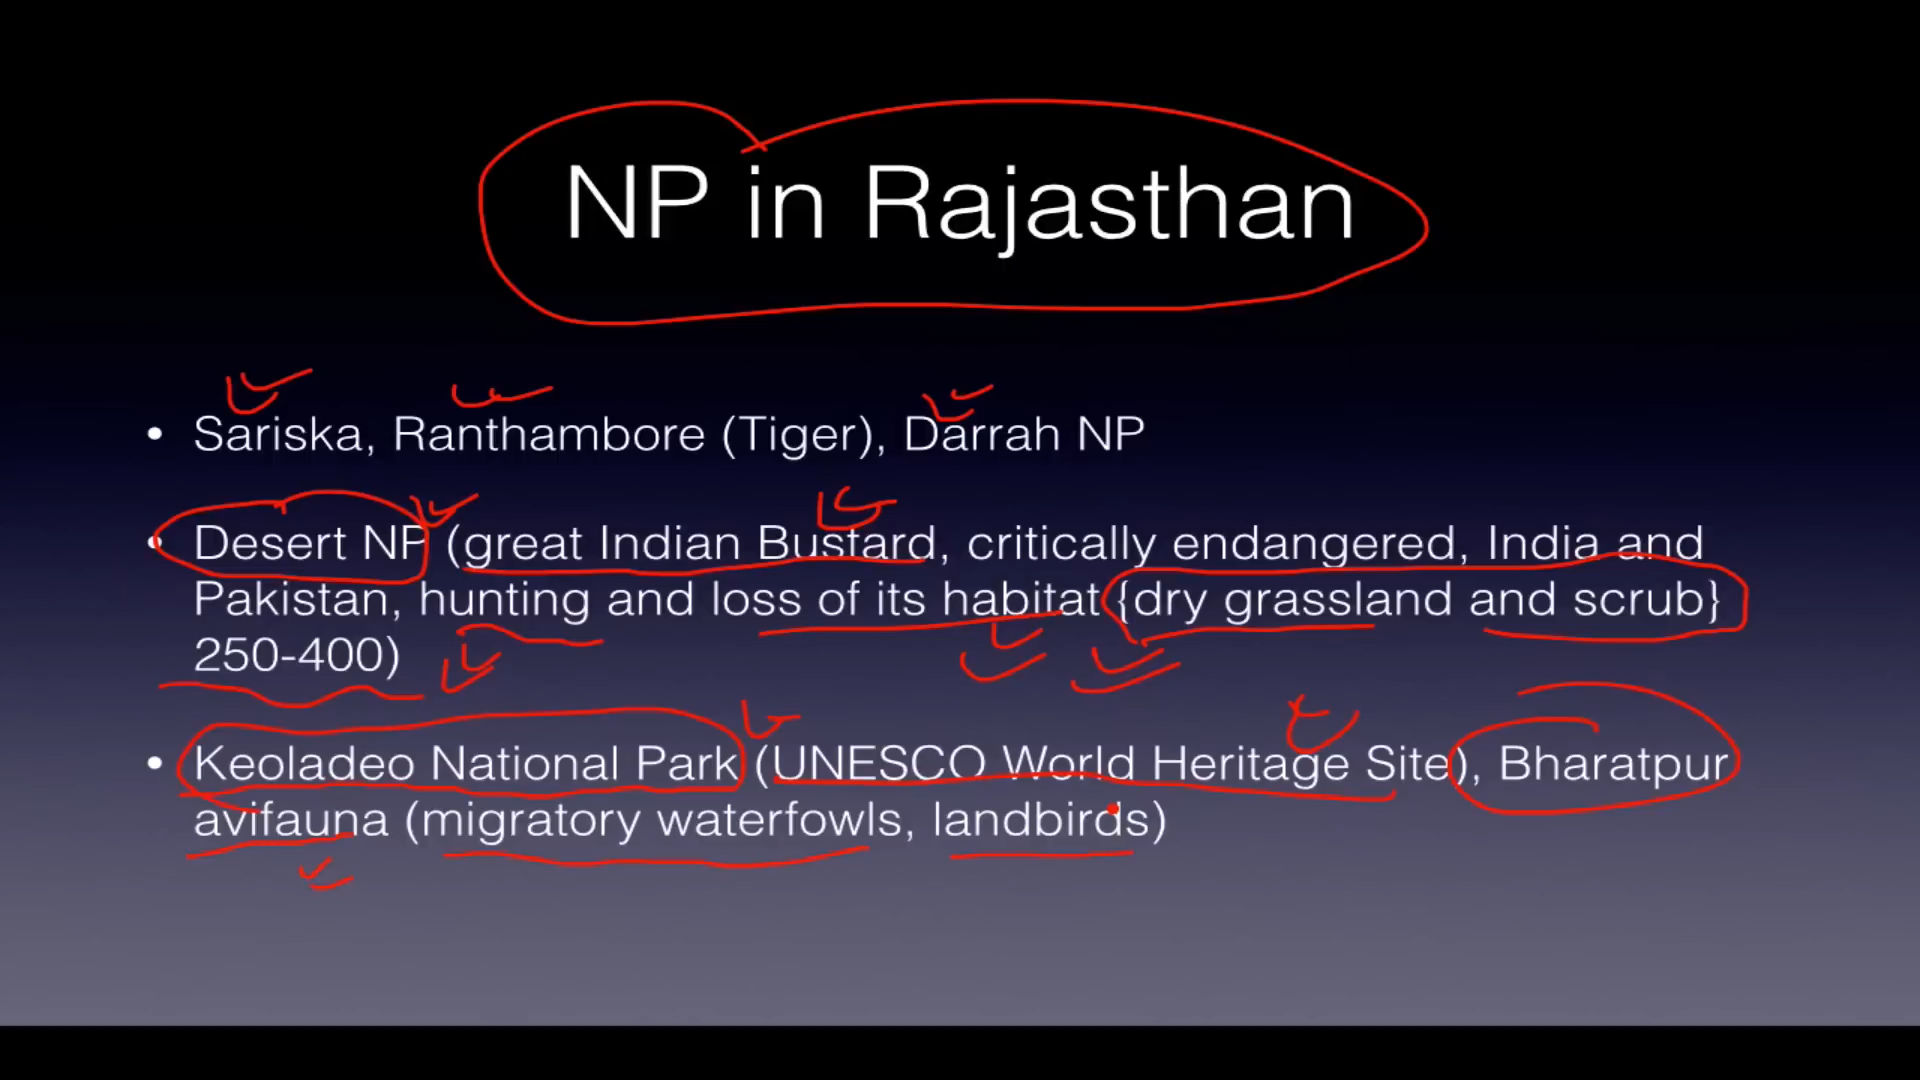 NP in Rajasthan
• Sariska, Ranthambore (Tiger), Darrah NP
• Desert NP (great Indian Bustard, critically endangered, India and
Pakistan, hunting and loss of its habitat {dry grassland and scrub}
250-400)
• Keoladeo National Park (UNESCO World Heritage Site), Bharatpur
avifauna (migratory waterfowls, landbirds)